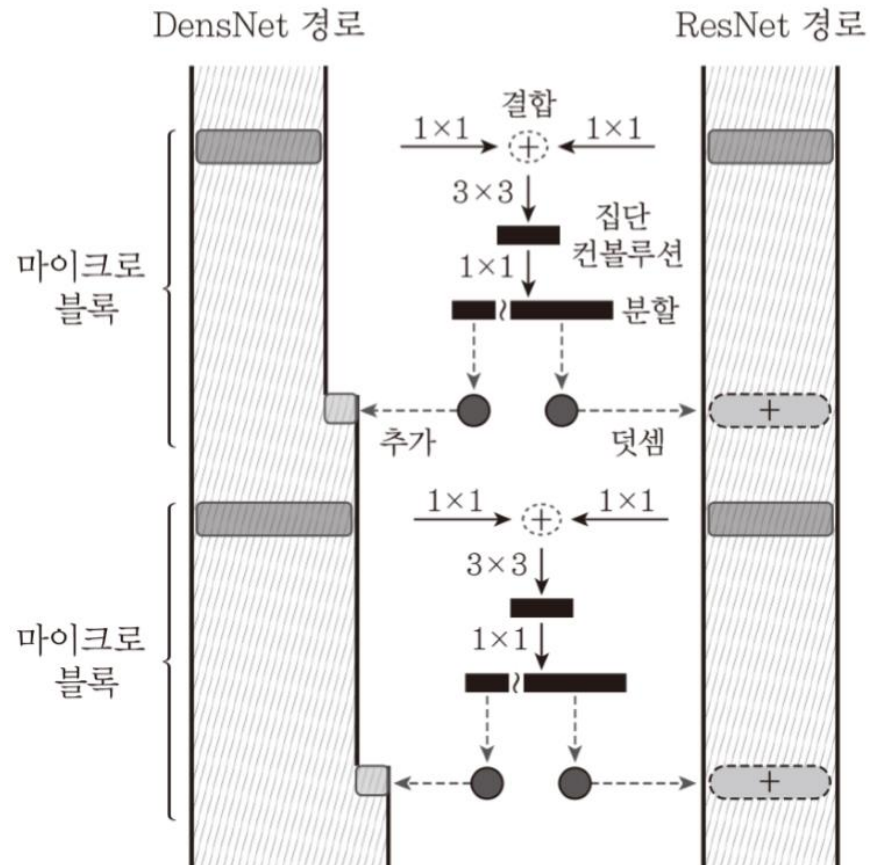 DensNet 경로
ResNet 경로
결합
1×1
1×1
+
3×3
집단
컨볼루션
1×1
분할
마이크로
블록
+
추가
덧셈
1×1
1×1
+
3×3
1×1
마이크로
블록
+